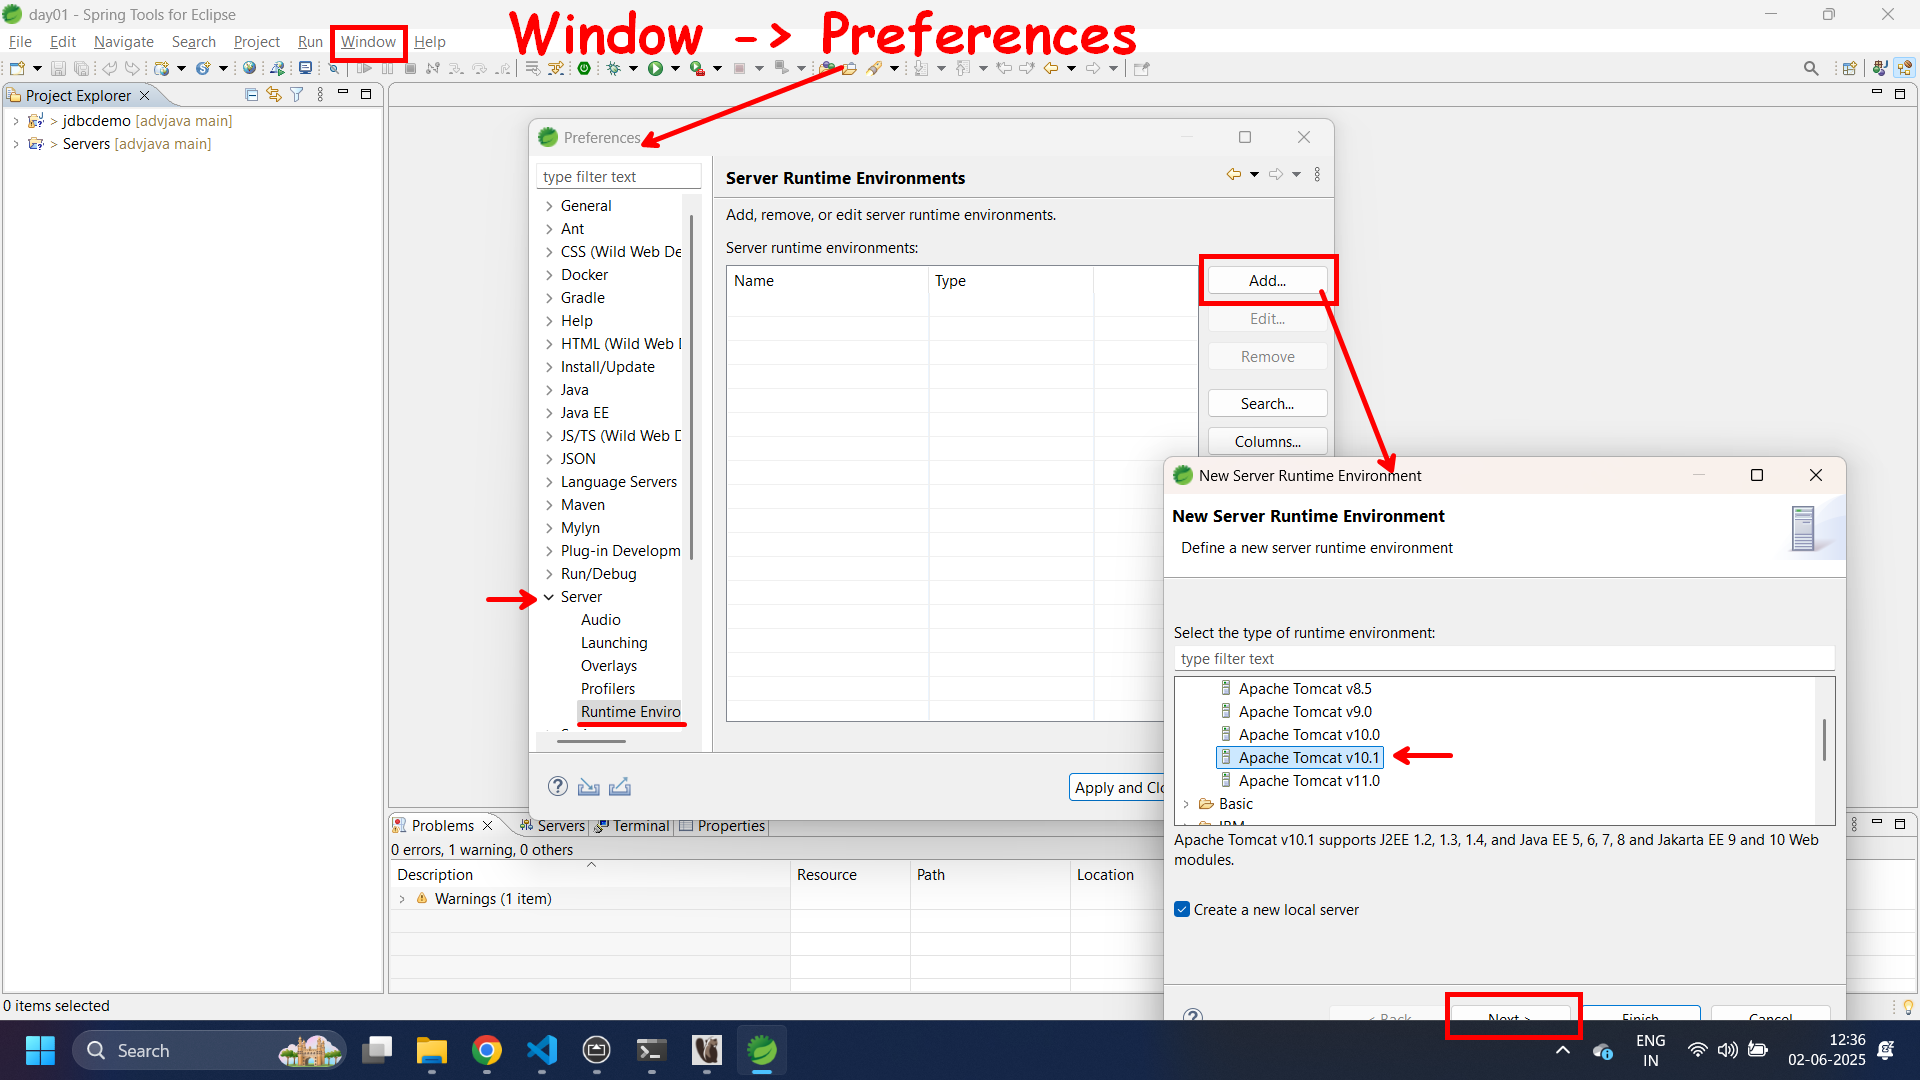 day01 - Spring Tools for Eclipse
Window -> Preferences
File Edit Navigate Search Project Run Window Help
Project Explorer
> jdbcdemo [advjava main]
> Servers [advjava main]
Preferences
type filter text
General
Ant
CSS (Wild Web De
Docker
Gradle
Help
HTML (Wild Web
Install/Update
Java
Java EE
JS/TS (Wild Web D
JSON
Language Servers
Maven
Mylyn
Plug-in Developm
Run/Debug
Server
Audio
Launching
Overlays
Profilers
Runtime Enviro
Server Runtime Environments
Add, remove, or edit server runtime environments.
Server runtime environments:
Name Type
Add...
Edit...
Remove
Search...
Columns...
Apply and Clo
New Server Runtime Environment
New Server Runtime Environment
Define a new server runtime environment
Select the type of runtime environment:
type filter text
Apache Tomcat v8.5
Apache Tomcat v9.0
Apache Tomcat v10.0
Apache Tomcat v10.1
Apache Tomcat v11.0
Basic
IBM
Apache Tomcat v10.1 supports J2EE 1.2, 1.3, 1.4, and Java EE 5, 6, 7, 8 and Jakarta EE 9 and 10 Web
modules.
Create a new local server
< Back Next > Finish Cancel
Problems Servers Terminal Properties
0 errors, 1 warning, 0 others
Description Resource Path Location
Warnings (1 item)
0 items selected
Search
ENG
IN
12:36
02-06-2025